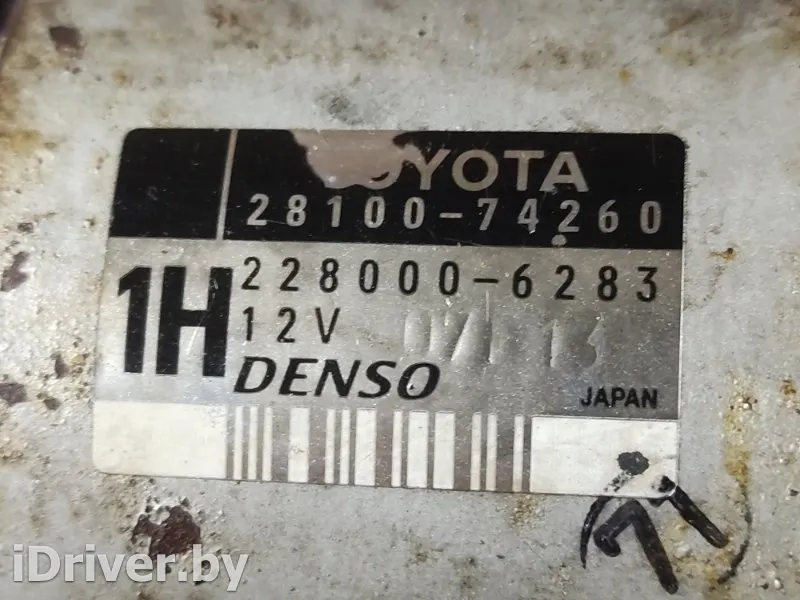 TOYOTA
28100-74260
1H
228000-6283
12V
DENSO
JAPAN
iDriver.by